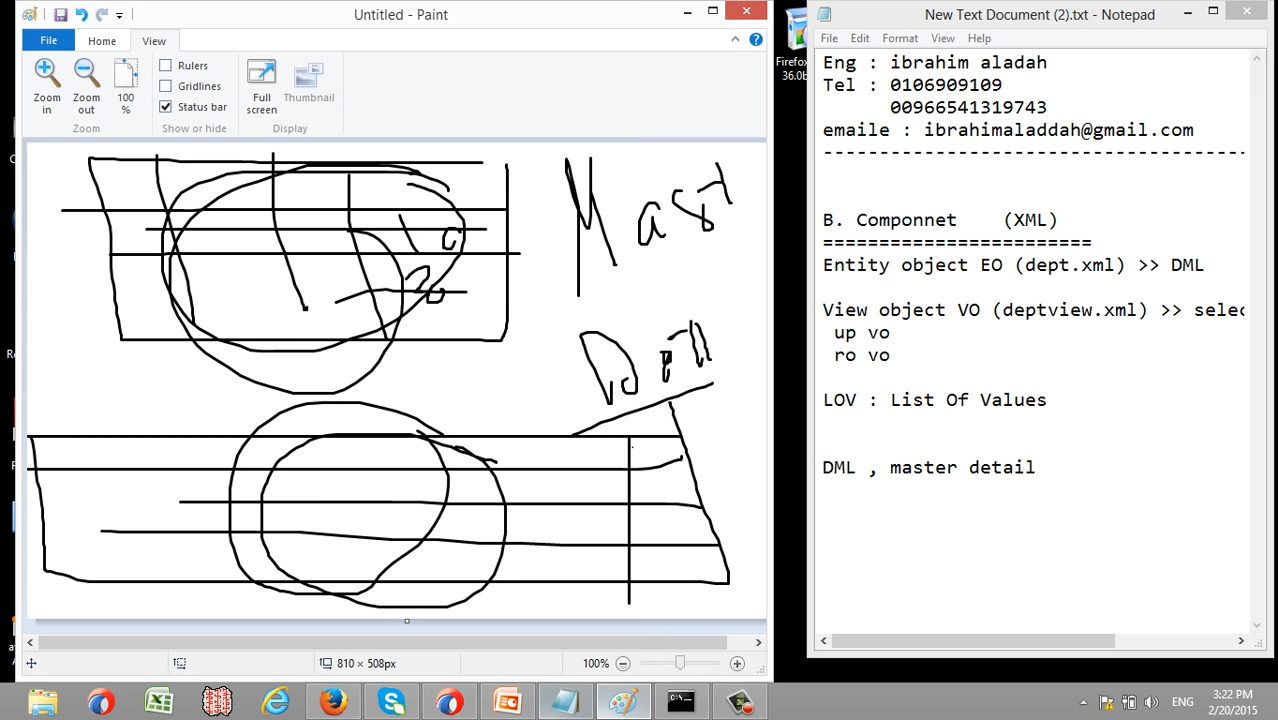 Untitled - Paint
File Home View
Zoom in
Zoom out
100 %
Rulers
Gridlines
Status bar
Full screen
Thumbnail
Zoom
Show or hide
Display
810 × 508px
100%
Firefox
36.0b
New Text Document (2).txt - Notepad
File Edit Format View Help
Eng : ibrahim aladah
Tel : 0106909109
00966541319743
emaile : ibrahimaladdah@gmail.com
-----------------------------------------
B. Componnet (XML)
========================
Entity object EO (dept.xml) >> DML
View object VO (deptview.xml) >> selec
up vo
ro vo
LOV : List Of Values
DML , master detail
ENG
3:22 PM
2/20/2015